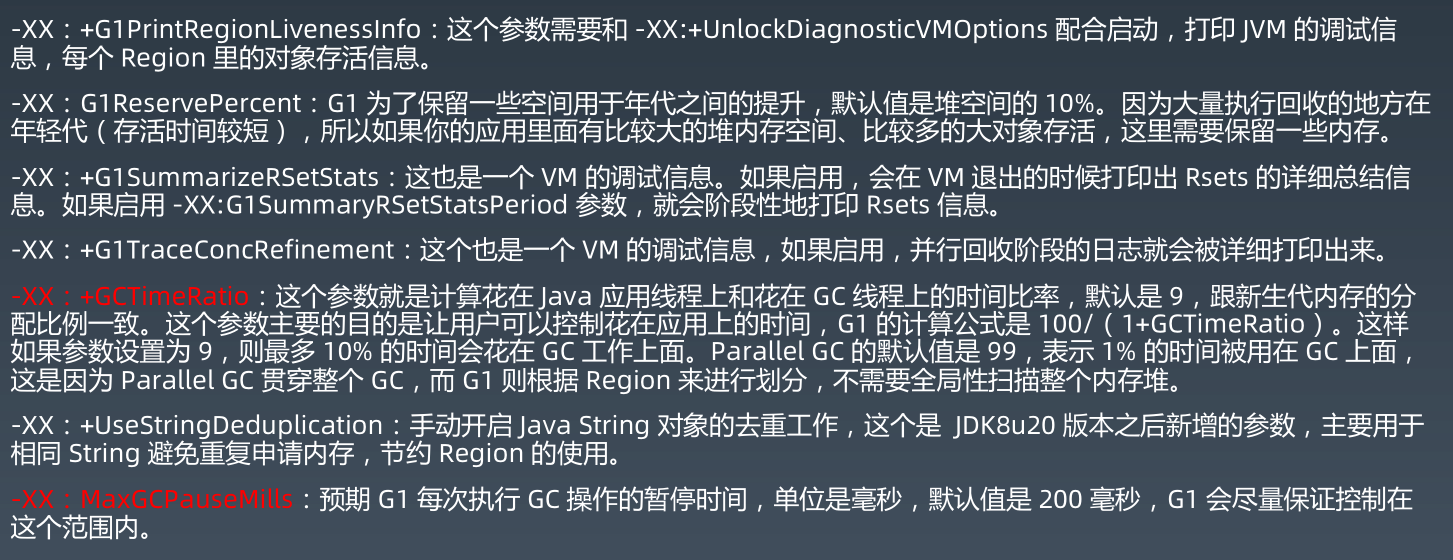 -XX：+G1PrintRegionLivenessInfo：这个参数需要和 -XX:+UnlockDiagnosticVMOptions 配合启动，打印 JVM 的调试信
息，每个 Region 里的对象存活信息。
-XX：G1ReservePercent：G1 为了保留一些空间用于年代之间的提升，默认值是堆空间的 10%。因为大量执行回收的地方在
年轻代（存活时间较短），所以如果你的应用里面有比较大的堆内存空间、比较多的大对象存活，这里需要保留一些内存。
-XX：+G1SummarizeRSetStats：这也是一个 VM 的调试信息。如果启用，会在 VM 退出的时候打印出 Rsets 的详细总结信
息。如果启用 -XX:G1SummaryRSetStatsPeriod 参数，就会阶段性地打印 Rsets 信息。
-XX：+G1TraceConcRefinement：这个也是一个 VM 的调试信息，如果启用，并行回收阶段的日志就会被详细打印出来。
-XX：+GCTimeRatio：这个参数就是计算花在 Java 应用线程上和花在 GC 线程上的时间比率，默认是 9，跟新生代内存的分
配比例一致。这个参数主要的目的是让用户可以控制花在应用上的时间，G1 的计算公式是 100/（1+GCTimeRatio）。这样
如果参数设置为 9，则最多 10% 的时间会花在 GC 工作上面。Parallel GC 的默认值是 99，表示 1% 的时间被用在 GC 上面，
这是因为 Parallel GC 贯穿整个 GC，而 G1 则根据 Region 来进行划分，不需要全局性扫描整个内存堆。
-XX：+UseStringDeduplication：手动开启 Java String 对象的去重工作，这个是 JDK8u20 版本之后新增的参数，主要用于
相同 String 避免重复申请内存，节约 Region 的使用。
-XX：MaxGCPauseMills：预期 G1 每次执行 GC 操作的暂停时间，单位是毫秒，默认值是 200 毫秒，G1 会尽量保证控制在
这个范围内。